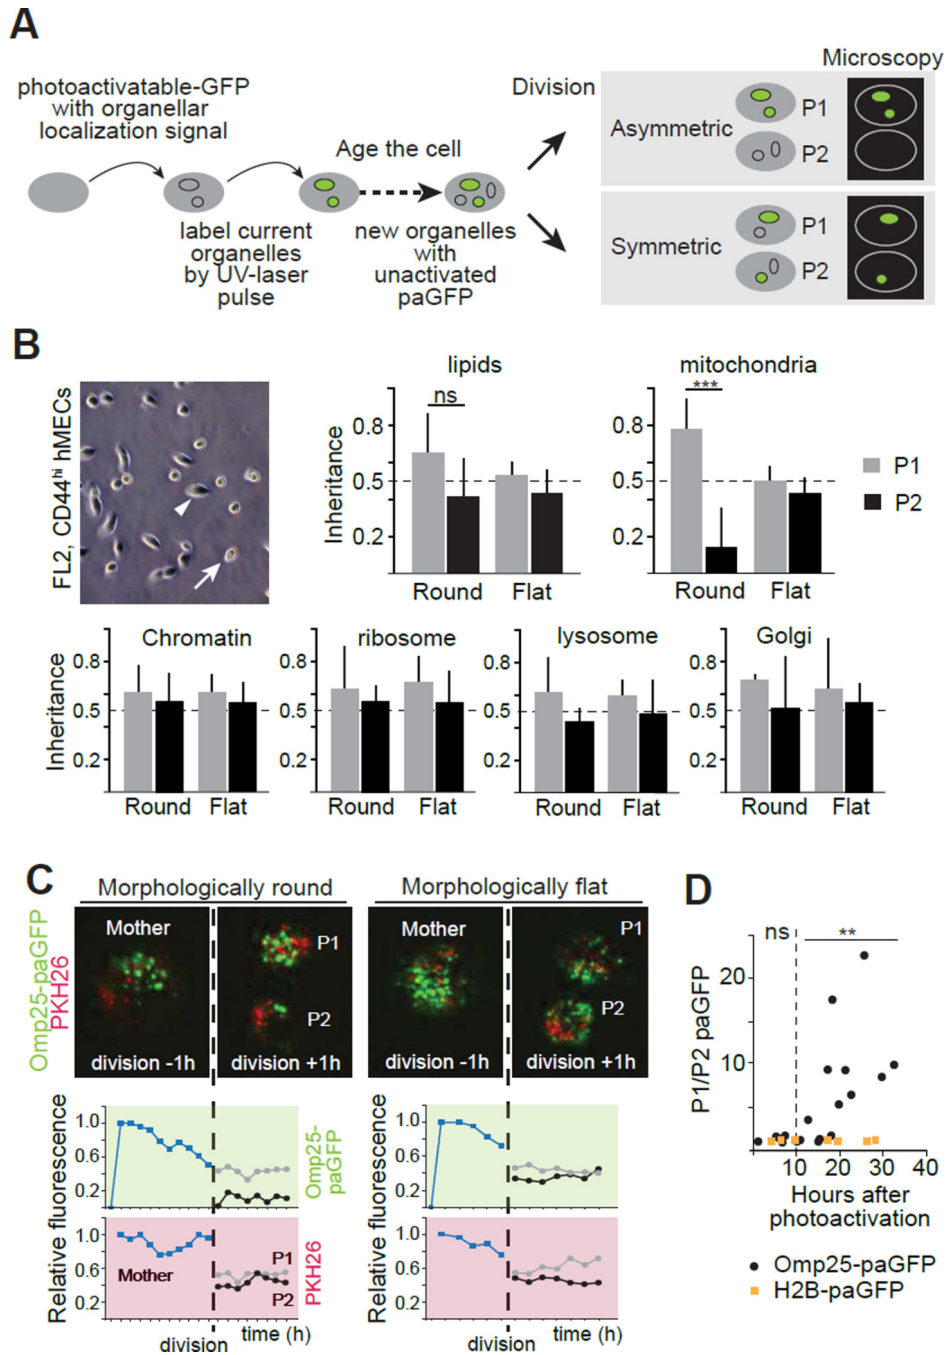 A
photoactivatable-GFP
with organellar
localization signal
label current
organelles
by UV-laser
pulse
Age the cell
new organelles
with
unactivated
paGFP
Division
Microscopy
Asymmetric
P1
P2
Symmetric
P1
P2
B
FL2, CD44hi hMECs
lipids
ns
Inheritance
0.8
0.5
0.2
Round
Flat
mitochondria
***
0.8
0.5
0.2
Round
Flat
P1
P2
Chromatin
Inheritance
0.8
0.5
0.2
Round
Flat
ribosome
0.8
0.5
0.2
Round
Flat
lysosome
0.8
0.5
0.2
Round
Flat
Golgi
0.8
0.5
0.2
Round
Flat
C
Morphologically round
Morphologically flat
Omp25-paGFP
PKH26
Mother
division -1h
P1
P2
division +1h
Mother
division -1h
P1
P2
division +1h
Relative fluorescence
1.0
0.6
0.2
Omp25-
paGFP
Relative fluorescence
1.0
0.6
0.2
Relative fluorescence
1.0
0.6
0.2
Mother
P1
P2
PKH26
division
time (h)
Relative fluorescence
1.0
0.6
0.2
division
time (h)
D
ns
**
P1/P2 paGFP
20
10
10
20
30
40
Hours after
photoactivation
Omp25-paGFP
H2B-paGFP